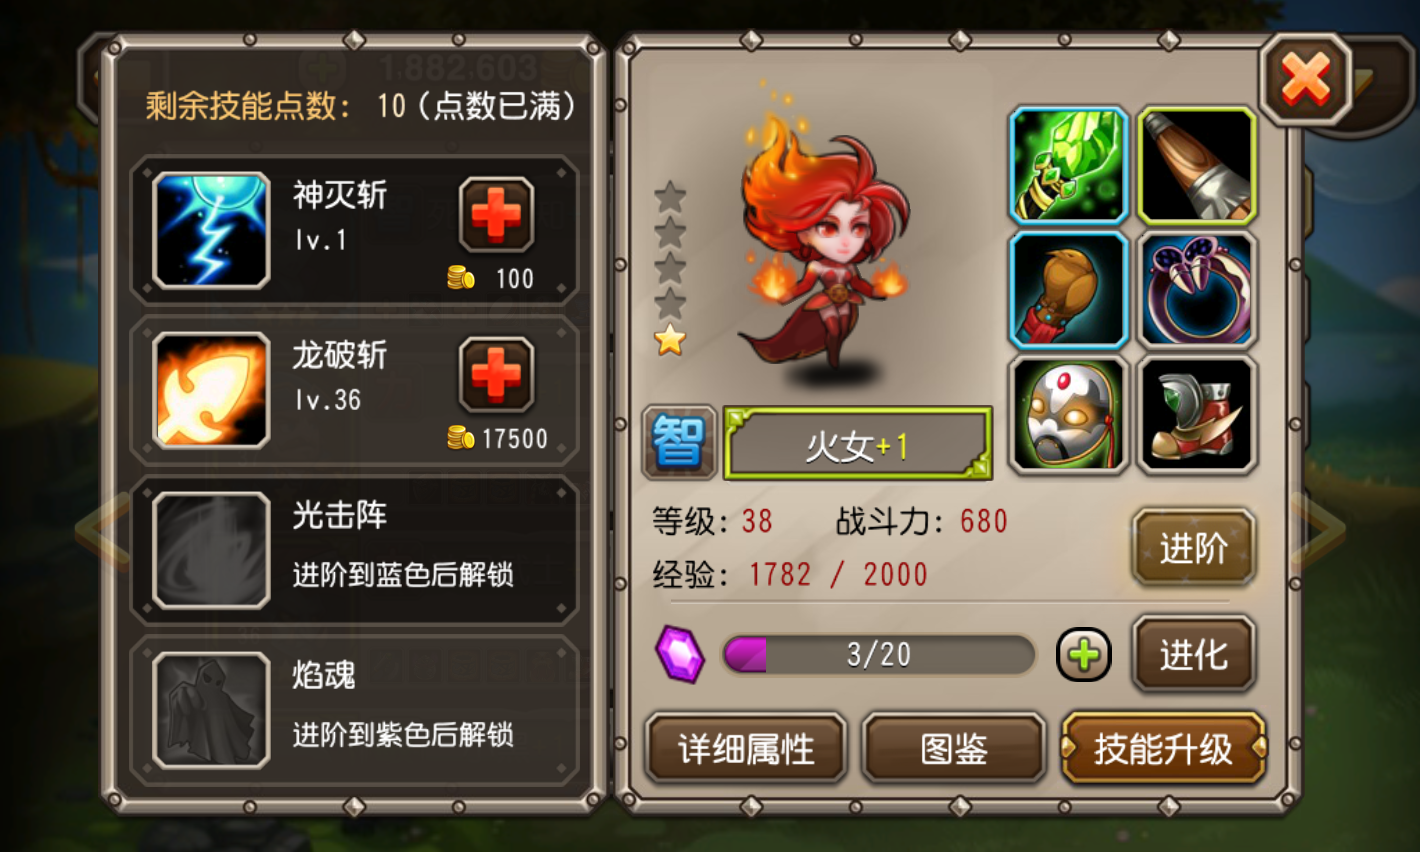 1,882,603
剩余技能点数： 10（点数已满）
神灭斩
lv.1
100
龙破斩
lv.36
17500
光击阵
进阶到蓝色后解锁
焰魂
进阶到紫色后解锁
智
火女+1
等级：38 战斗力：680
经验：1782 / 2000
进阶
3/20
进化
详细属性
图鉴
技能升级